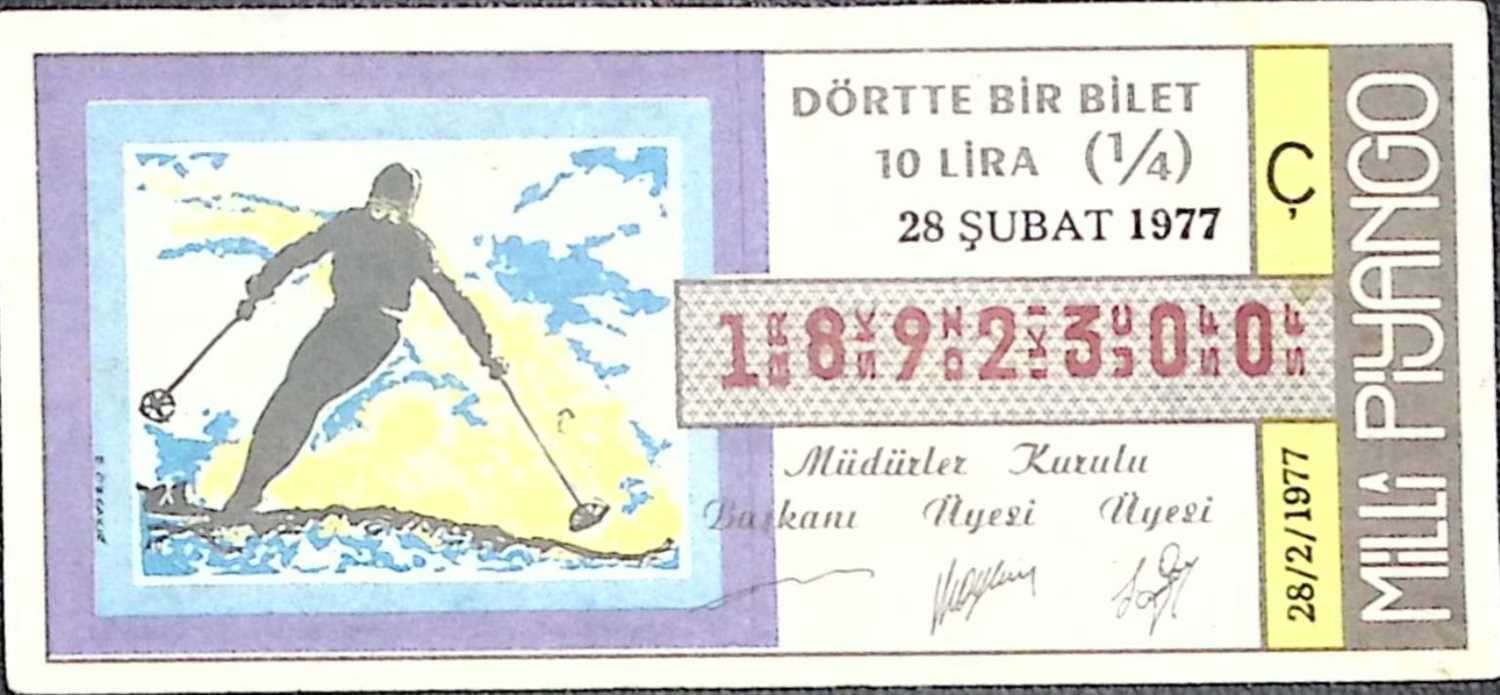 DÖRTTE BİR BİLET
10 LİRA (1/4)
28 ŞUBAT 1977
Ç
1 8 9 2 3 0 0
Müdürler Kurulu
Başkanı Üyesi Üyesi
28/2/1977
MİLLİ PİYANGO